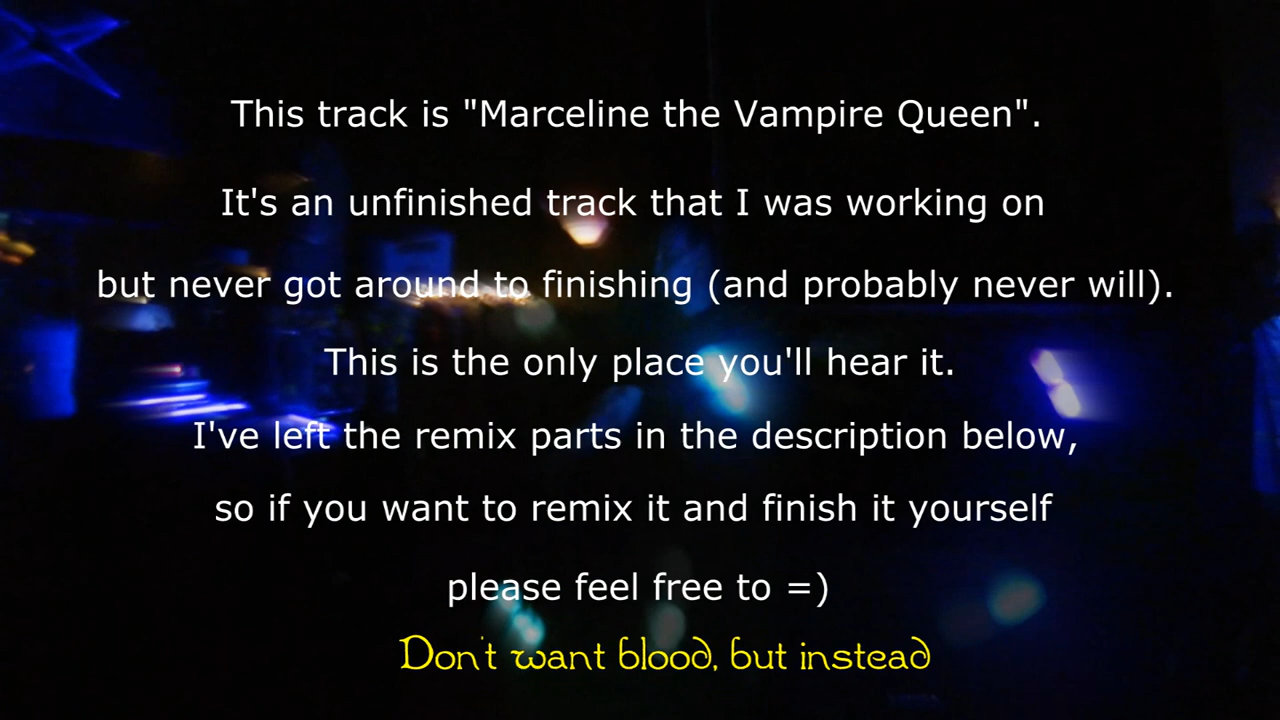 This track is "Marceline the Vampire Queen".
It's an unfinished track that I was working on
but never got around to finishing (and probably never will).
This is the only place you'll hear it.
I've left the remix parts in the description below,
so if you want to remix it and finish it yourself
please feel free to =)
Don't want blood, but instead